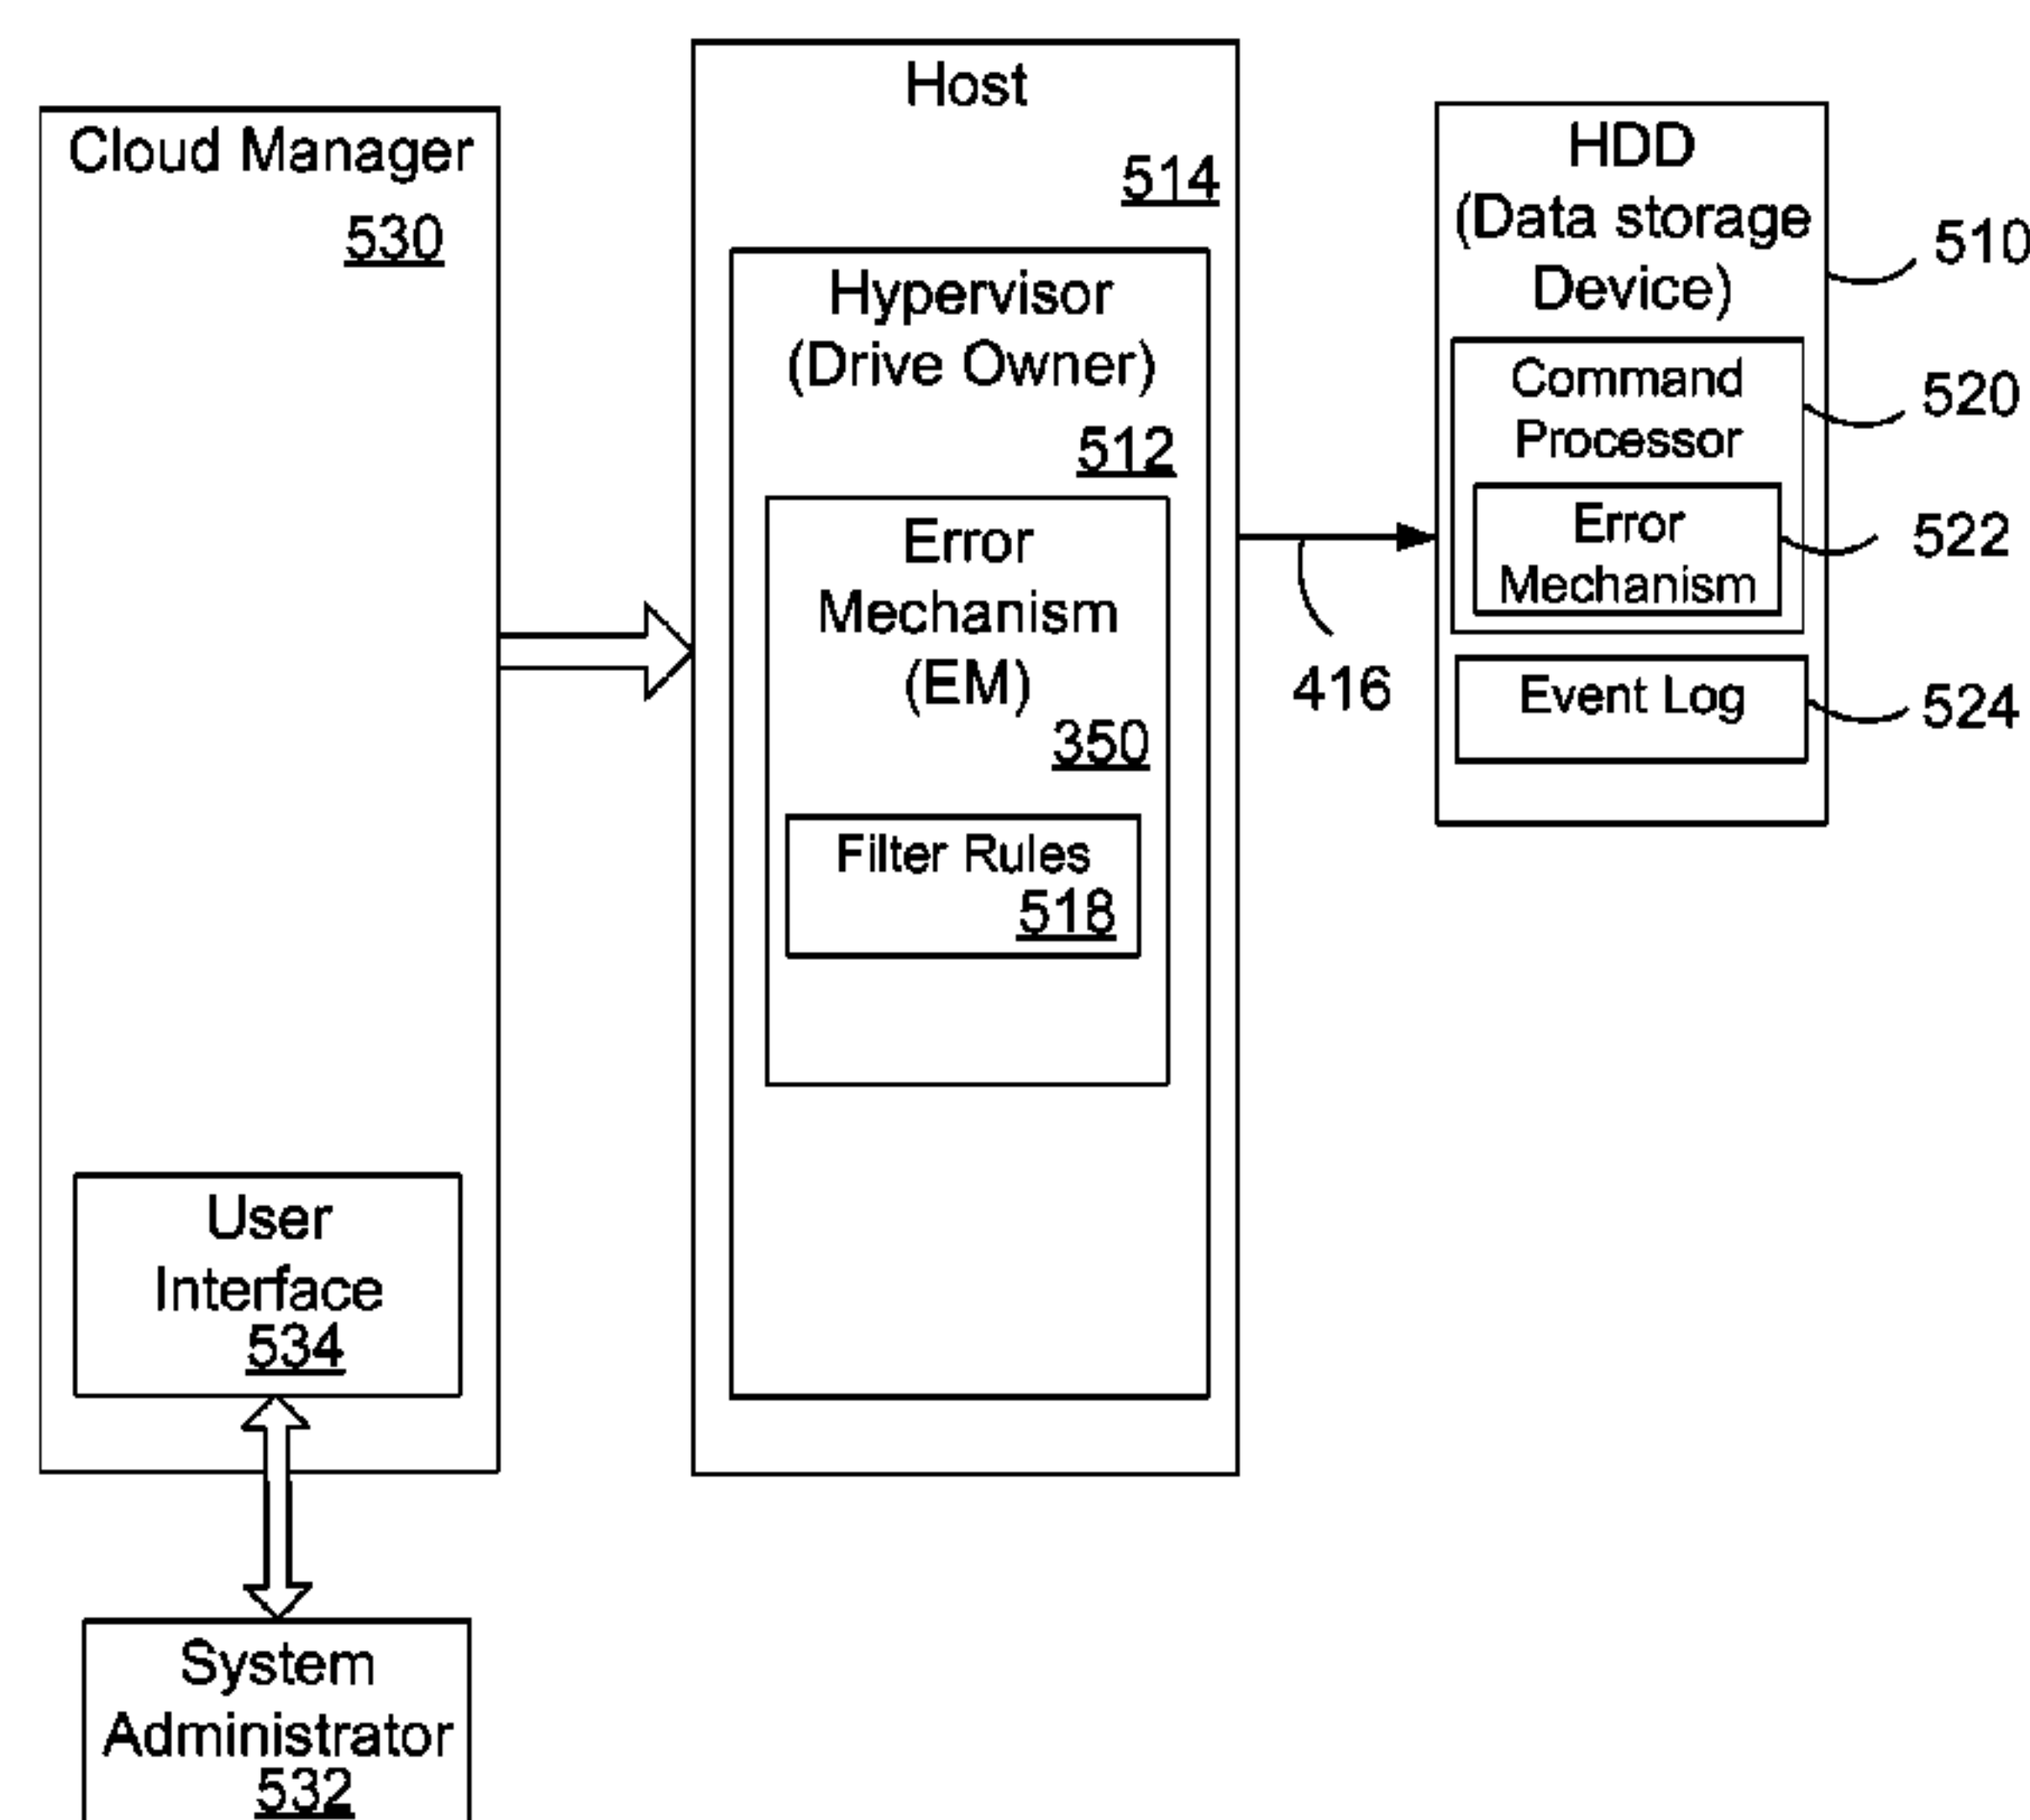 Cloud Manager
530
User
Interface
534
System
Administrator
532
Host
514
Hypervisor
(Drive Owner)
512
Error
Mechanism
(EM)
350
Filter Rules
518
416
HDD
(Data storage
Device)
510
Command
Processor
520
Error
Mechanism
522
Event Log
524